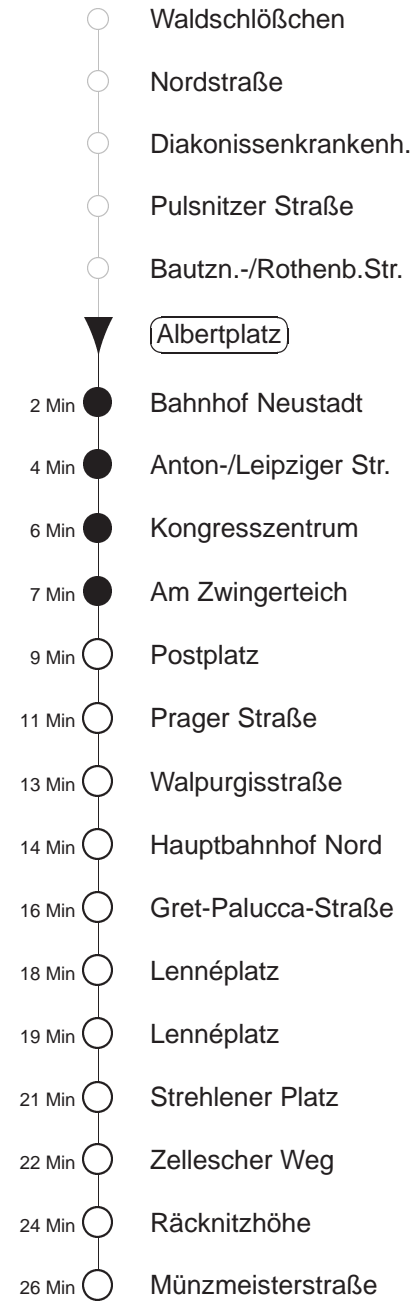 Waldschlößchen
Nordstraße
Diakonissenkrankenh.
Pulsnitzer Straße
Bautzn.-/Rothenb.Str.
Albertplatz
2 Min Bahnhof Neustadt
4 Min Anton-/Leipziger Str.
6 Min Kongresszentrum
7 Min Am Zwingerteich
9 Min Postplatz
11 Min Prager Straße
13 Min Walpurgisstraße
14 Min Hauptbahnhof Nord
16 Min Gret-Palucca-Straße
18 Min Lennéplatz
19 Min Lennéplatz
21 Min Strehlener Platz
22 Min Zellescher Weg
24 Min Räcknitzhöhe
26 Min Münzmeisterstraße